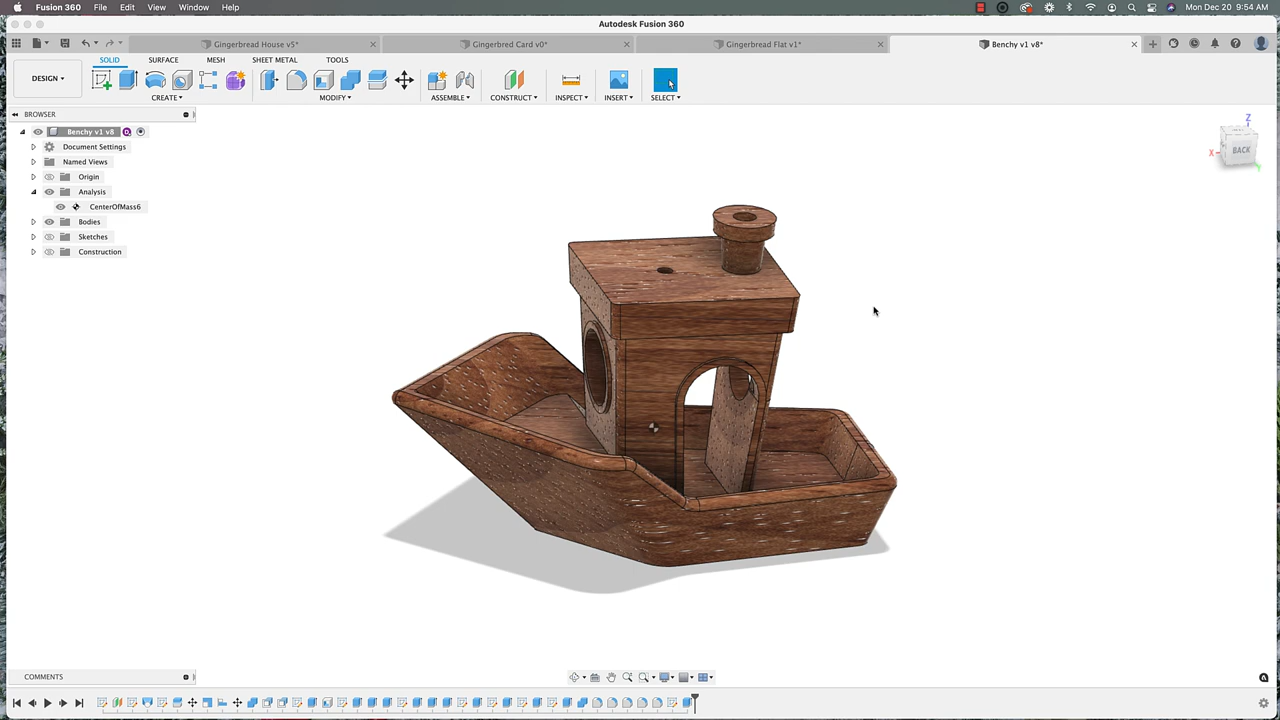 Fusion 360 File Edit View Window Help Mon Dec 20 9:54 AM
Autodesk Fusion 360
Gingerbread House v5* Gingerbred Card v0* Gingerbread Flat v1* Benchy v1 v8*
SOLID SURFACE MESH SHEET METAL TOOLS
DESIGN
CREATE MODIFY ASSEMBLE CONSTRUCT INSPECT INSERT SELECT
BROWSER
Benchy v1 v8
Document Settings
Named Views
Origin
Analysis
CenterOfMass6
Bodies
Sketches
Construction
Z
X
BACK
Y
COMMENTS